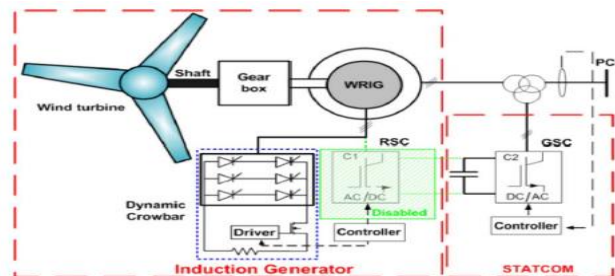 PC
Shaft
Gear
box
WRIG
Wind turbine
RSC
GSC
C1
C2
AC/DC
DC/AC
Dynamic
Crowbar
Disabled
Driver
Controller
Controller
Induction Generator
STATCOM